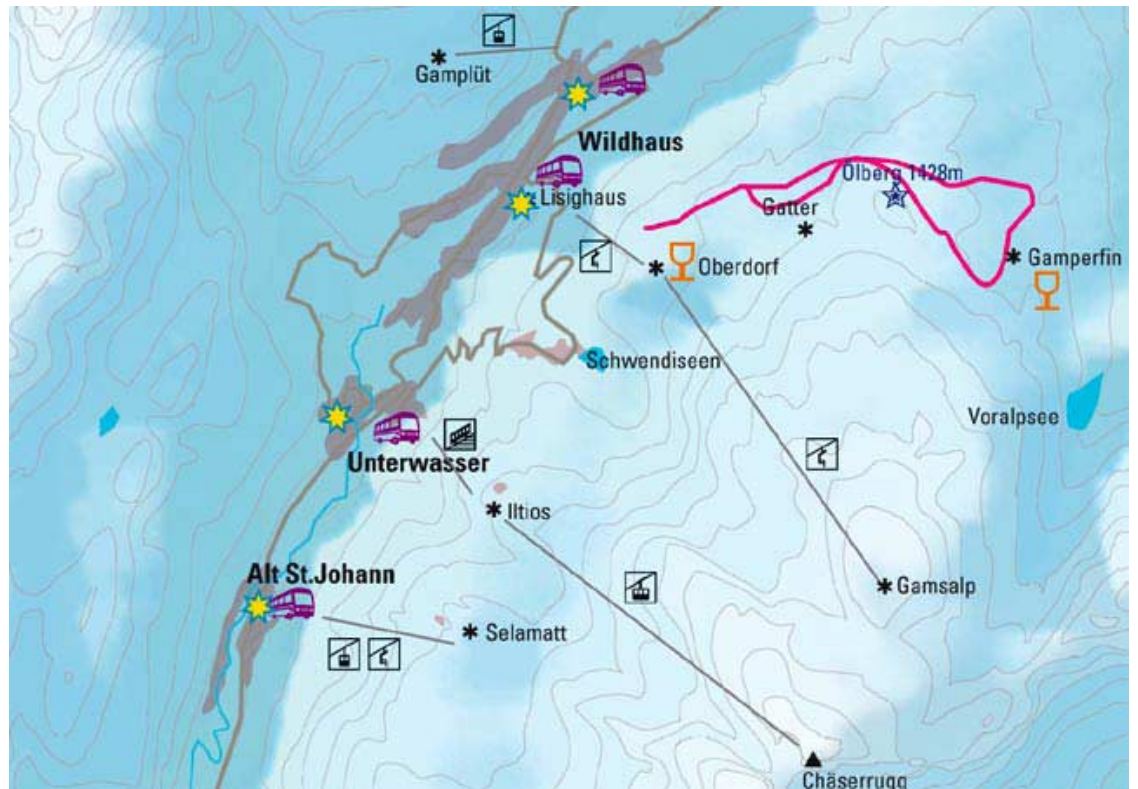 Gamplüt
Wildhaus
Lisighaus
Ölberg 1428m
Gatter
Oberdorf
Gamperfin
Schwendiseen
Voralpsee
Unterwasser
Iltios
Alt St.Johann
Gamsalp
Selamatt
Chäserrugg